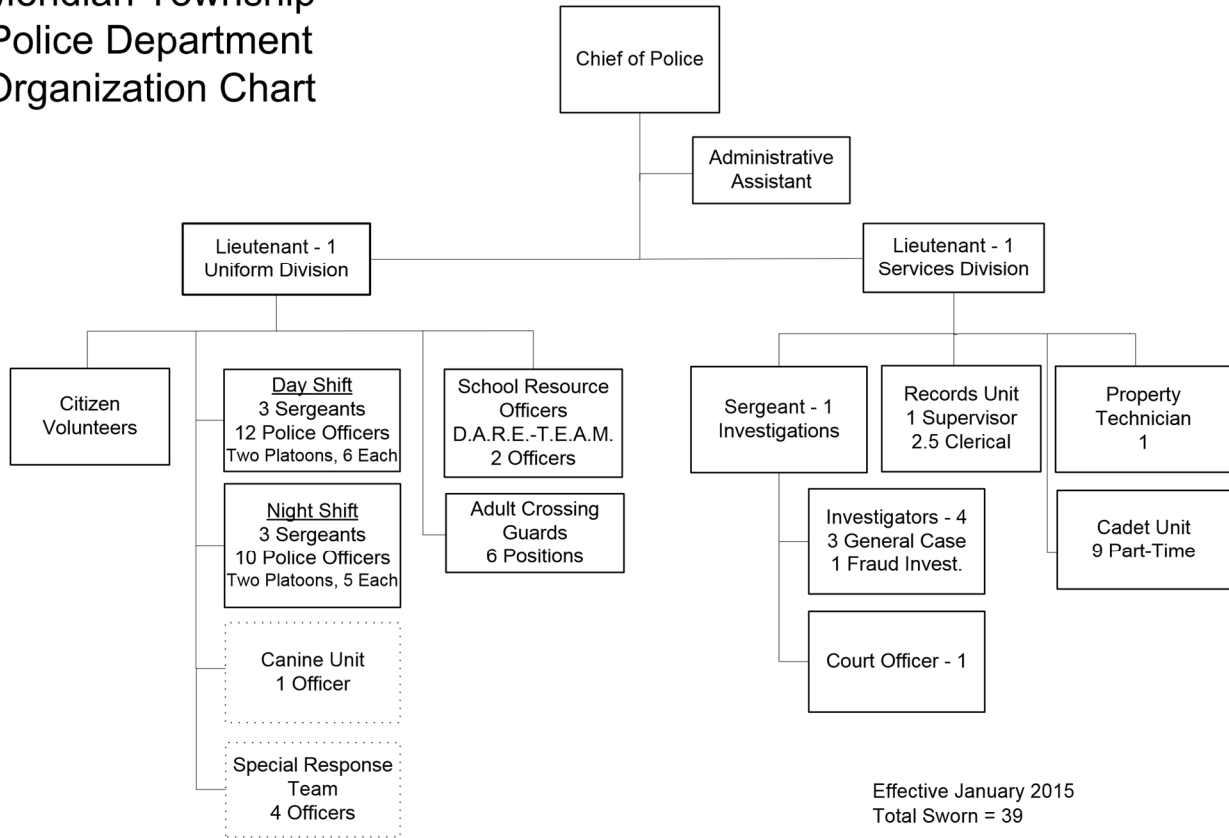 Meridian Township
Police Department
Organization Chart
Chief of Police
Administrative
Assistant
Lieutenant - 1
Uniform Division
Lieutenant - 1
Services Division
Citizen
Volunteers
Day Shift
3 Sergeants
12 Police Officers
Two Platoons, 6 Each
School Resource
Officers
D.A.R.E.-T.E.A.M.
2 Officers
Sergeant - 1
Investigations
Records Unit
1 Supervisor
2.5 Clerical
Property
Technician
1
Night Shift
3 Sergeants
10 Police Officers
Two Platoons, 5 Each
Adult Crossing
Guards
6 Positions
Investigators - 4
3 General Case
1 Fraud Invest.
Cadet Unit
9 Part-Time
Canine Unit
1 Officer
Court Officer - 1
Special Response
Team
4 Officers
Effective January 2015
Total Sworn = 39